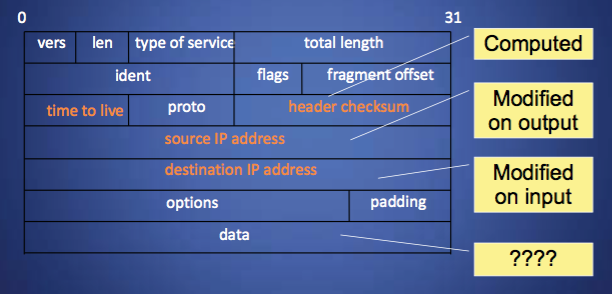 0 31
vers len type of service total length
Computed
ident flags fragment offset
time to live proto header checksum
Modified
on output
source IP address
destination IP address
Modified
on input
options padding
data
????